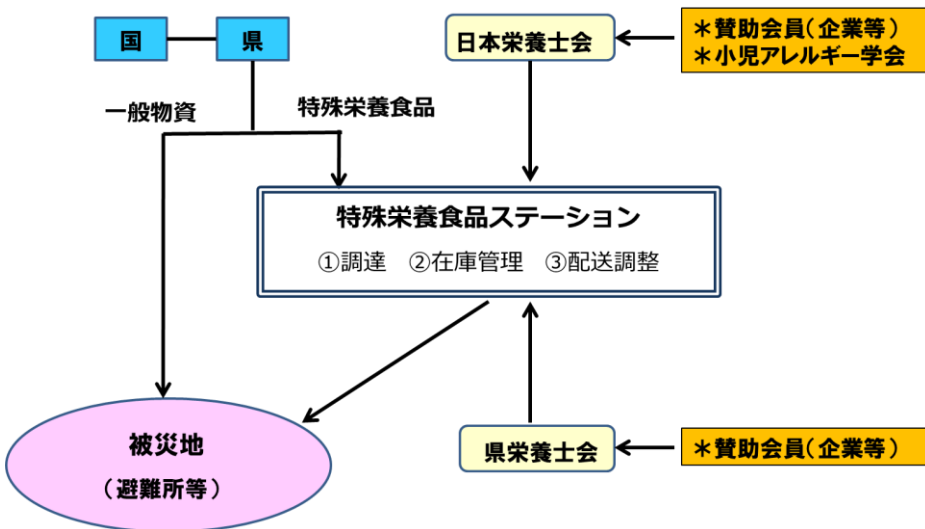 国
県
日本栄養士会
＊賛助会員（企業等）
＊小児アレルギー学会
一般物資
特殊栄養食品
特殊栄養食品ステーション
①調達　②在庫管理　③配送調整
被災地
（避難所等）
県栄養士会
＊賛助会員（企業等）